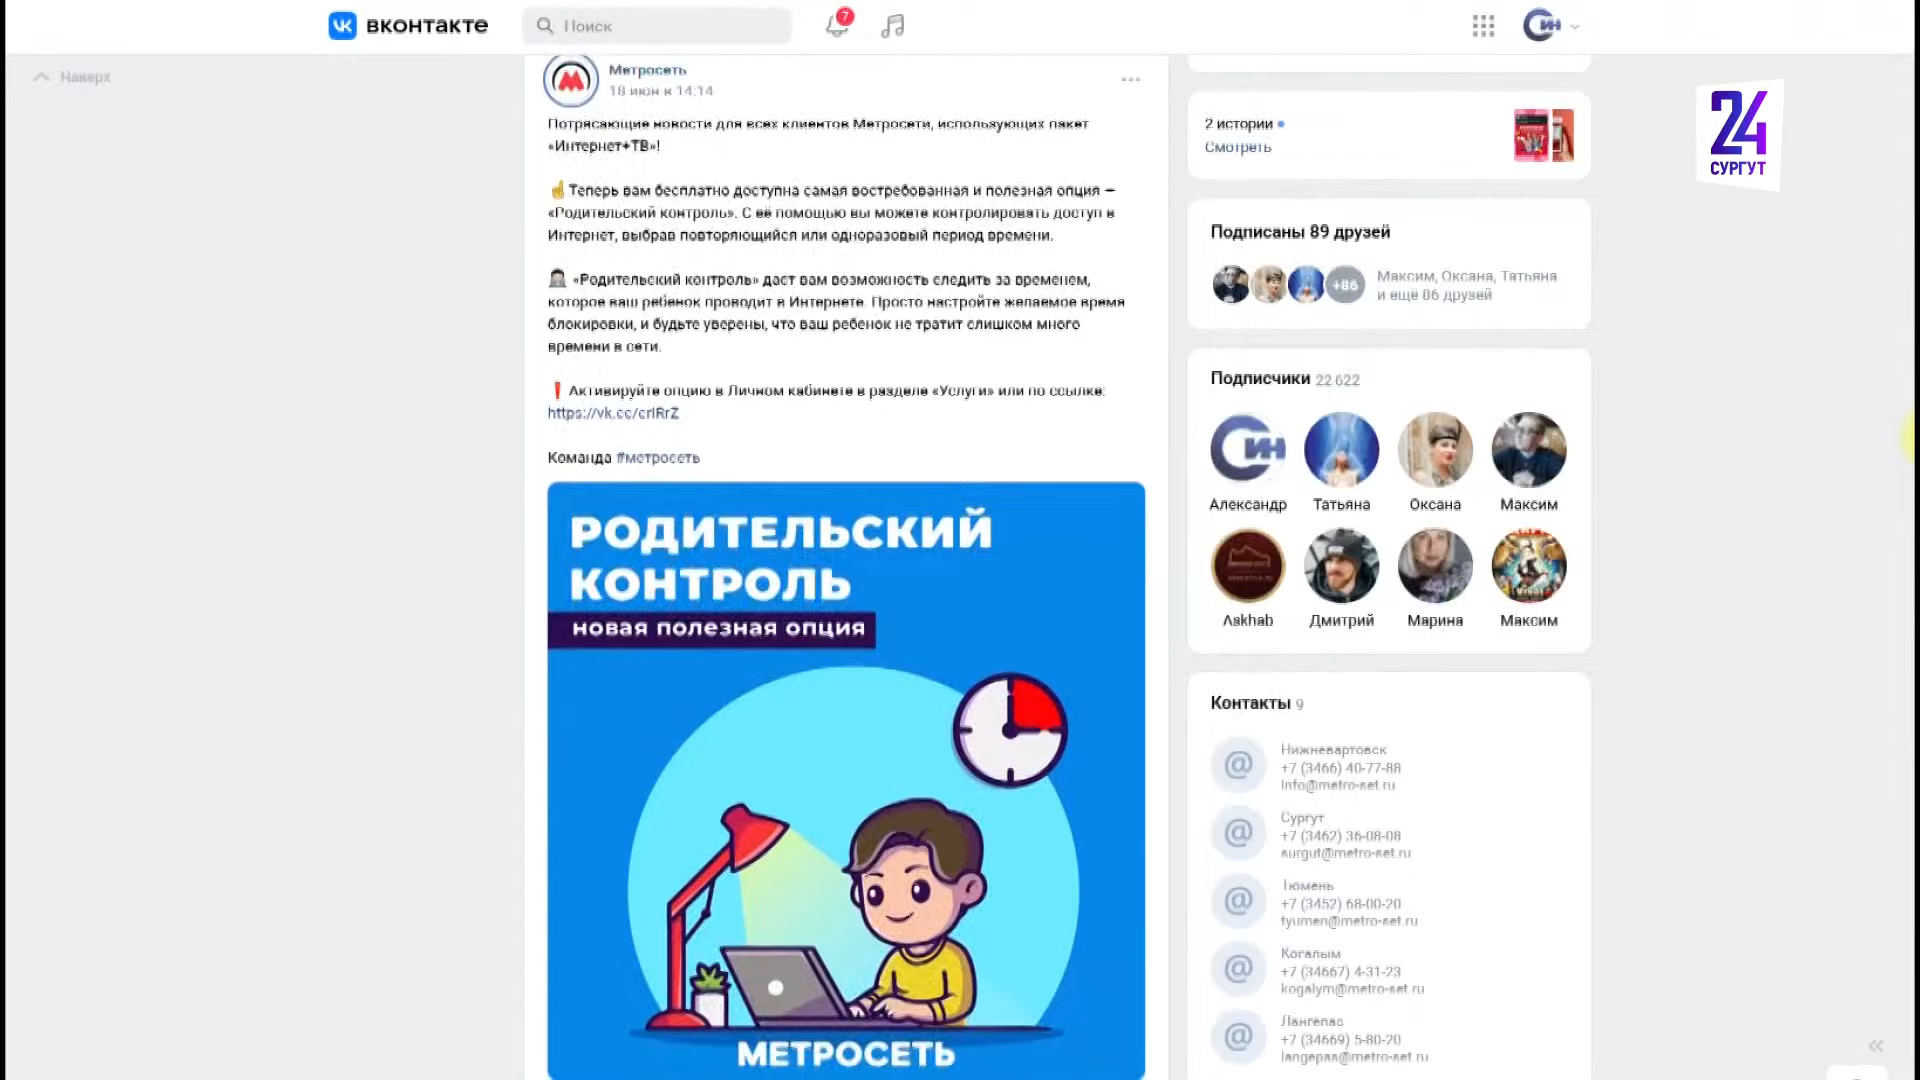 вконтакте
Поиск
7
Наверх
24
СУРГУТ
Метросеть
18 июн в 14:14
Потрясающие новости для всех клиентов Метросети, использующих пакет
«Интернет+ТВ»!
Теперь вам бесплатно доступна самая востребованная и полезная опция –
«Родительский контроль». С её помощью вы можете контролировать доступ в
Интернет, выбрав повторяющийся или одноразовый период времени.
«Родительский контроль» даст вам возможность следить за временем,
которое ваш ребенок проводит в Интернете. Просто настройте желаемое время
блокировки, и будьте уверены, что ваш ребенок не тратит слишком много
времени в сети.
Активируйте опцию в Личном кабинете в разделе «Услуги» или по ссылке:
Команда #метросеть
РОДИТЕЛЬСКИЙ
КОНТРОЛЬ
новая полезная опция
МЕТРОСЕТЬ
2 истории
Смотреть
Подписаны 89 друзей
+86
Максим, Оксана, Татьяна
и ещё 86 друзей
Подписчики 22 622
Александр Татьяна Оксана Максим
Askhab Дмитрий Марина Максим
Контакты 9
Нижневартовск
+7 (3466) 40-77-88
info@metro-set.ru
Сургут
+7 (3462) 36-08-08
surgut@metro-set.ru
Тюмень
+7 (3452) 68-00-20
tyumen@metro-set.ru
Когалым
+7 (34667) 4-31-23
kogalym@metro-set.ru
Лангепас
+7 (34669) 5-80-20
langepas@metro-set.ru